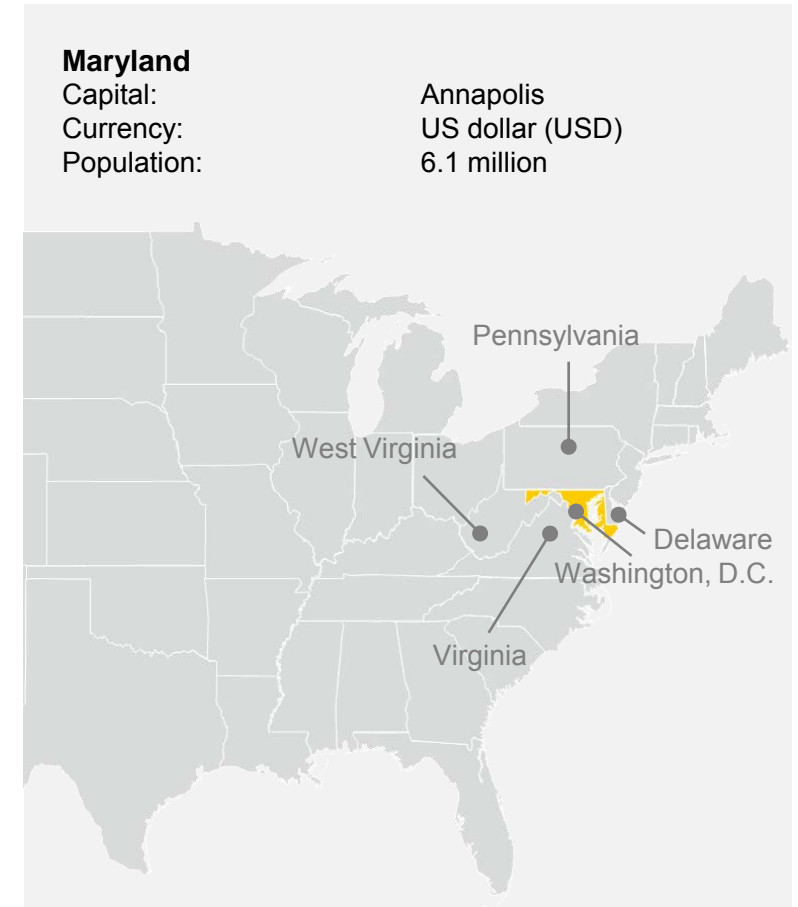 Maryland
Capital: Annapolis
Currency: US dollar (USD)
Population: 6.1 million
Pennsylvania
West Virginia
Delaware
Washington, D.C.
Virginia